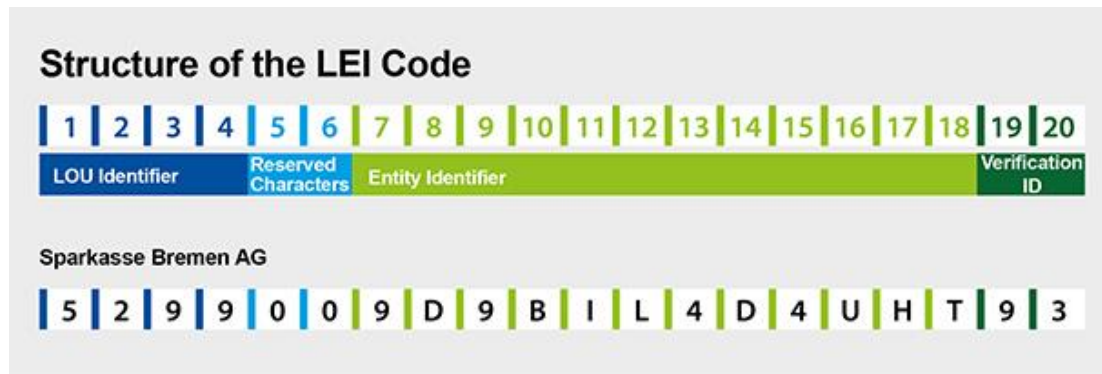 Structure of the LEI Code
1 2 3 4 5 6 7 8 9 10 11 12 13 14 15 16 17 18 19 20
LOU Identifier Reserved Characters Entity Identifier Verification ID
Sparkasse Bremen AG
5 2 9 9 0 0 9 D 9 B I L 4 D 4 U H T 9 3